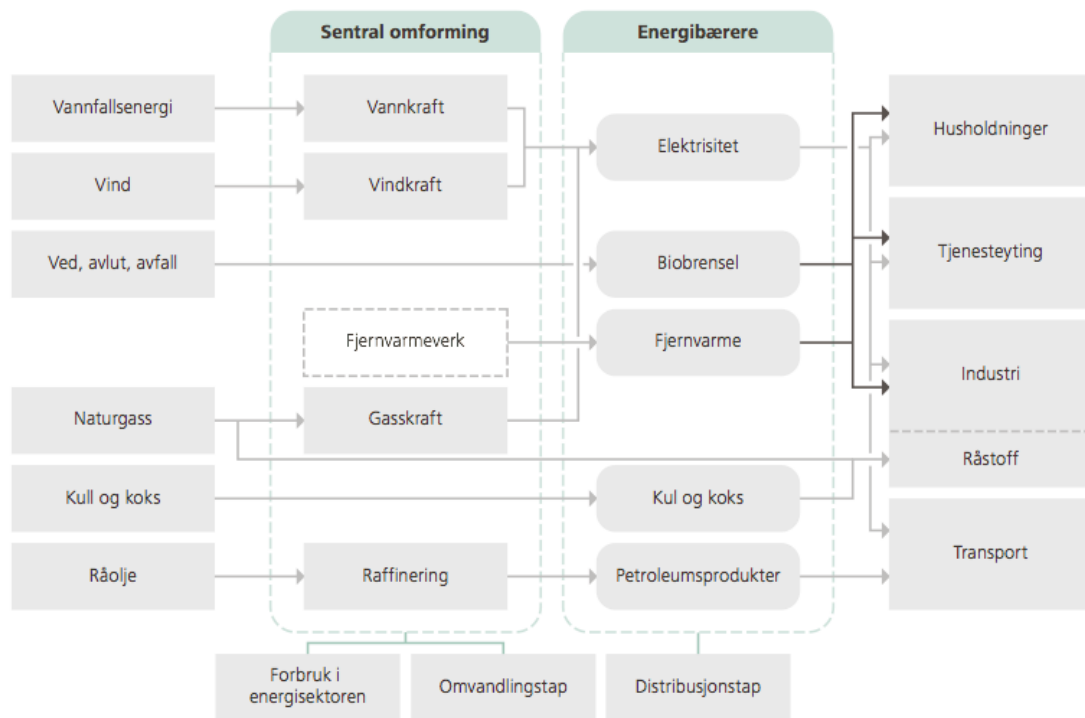 Sentral omforming
Energibærere
Vannfallsenergi
Vannkraft
Elektrisitet
Husholdninger
Vind
Vindkraft
Ved, avlut, avfall
Biobrensel
Tjenesteyting
Fjernvarmeverk
Fjernvarme
Industri
Naturgass
Gasskraft
Råstoff
Kull og koks
Kul og koks
Transport
Råolje
Raffinering
Petroleumsprodukter
Forbruk i
energisektoren
Omvandlingstap
Distribusjonstap